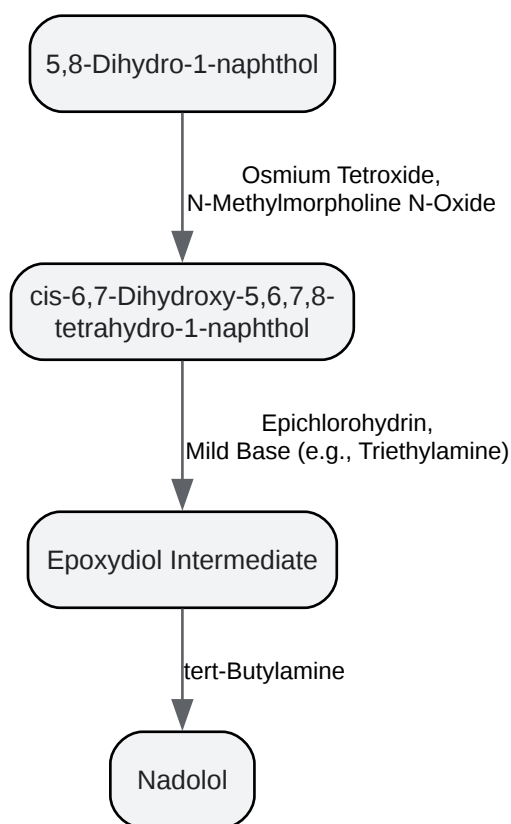 5,8-Dihydro-1-naphthol
Osmium Tetroxide,
N-Methylmorpholine N-Oxide
cis-6,7-Dihydroxy-5,6,7,8-
tetrahydro-1-naphthol
Epichlorohydrin,
Mild Base (e.g., Triethylamine)
Epoxydiol Intermediate
tert-Butylamine
Nadolol